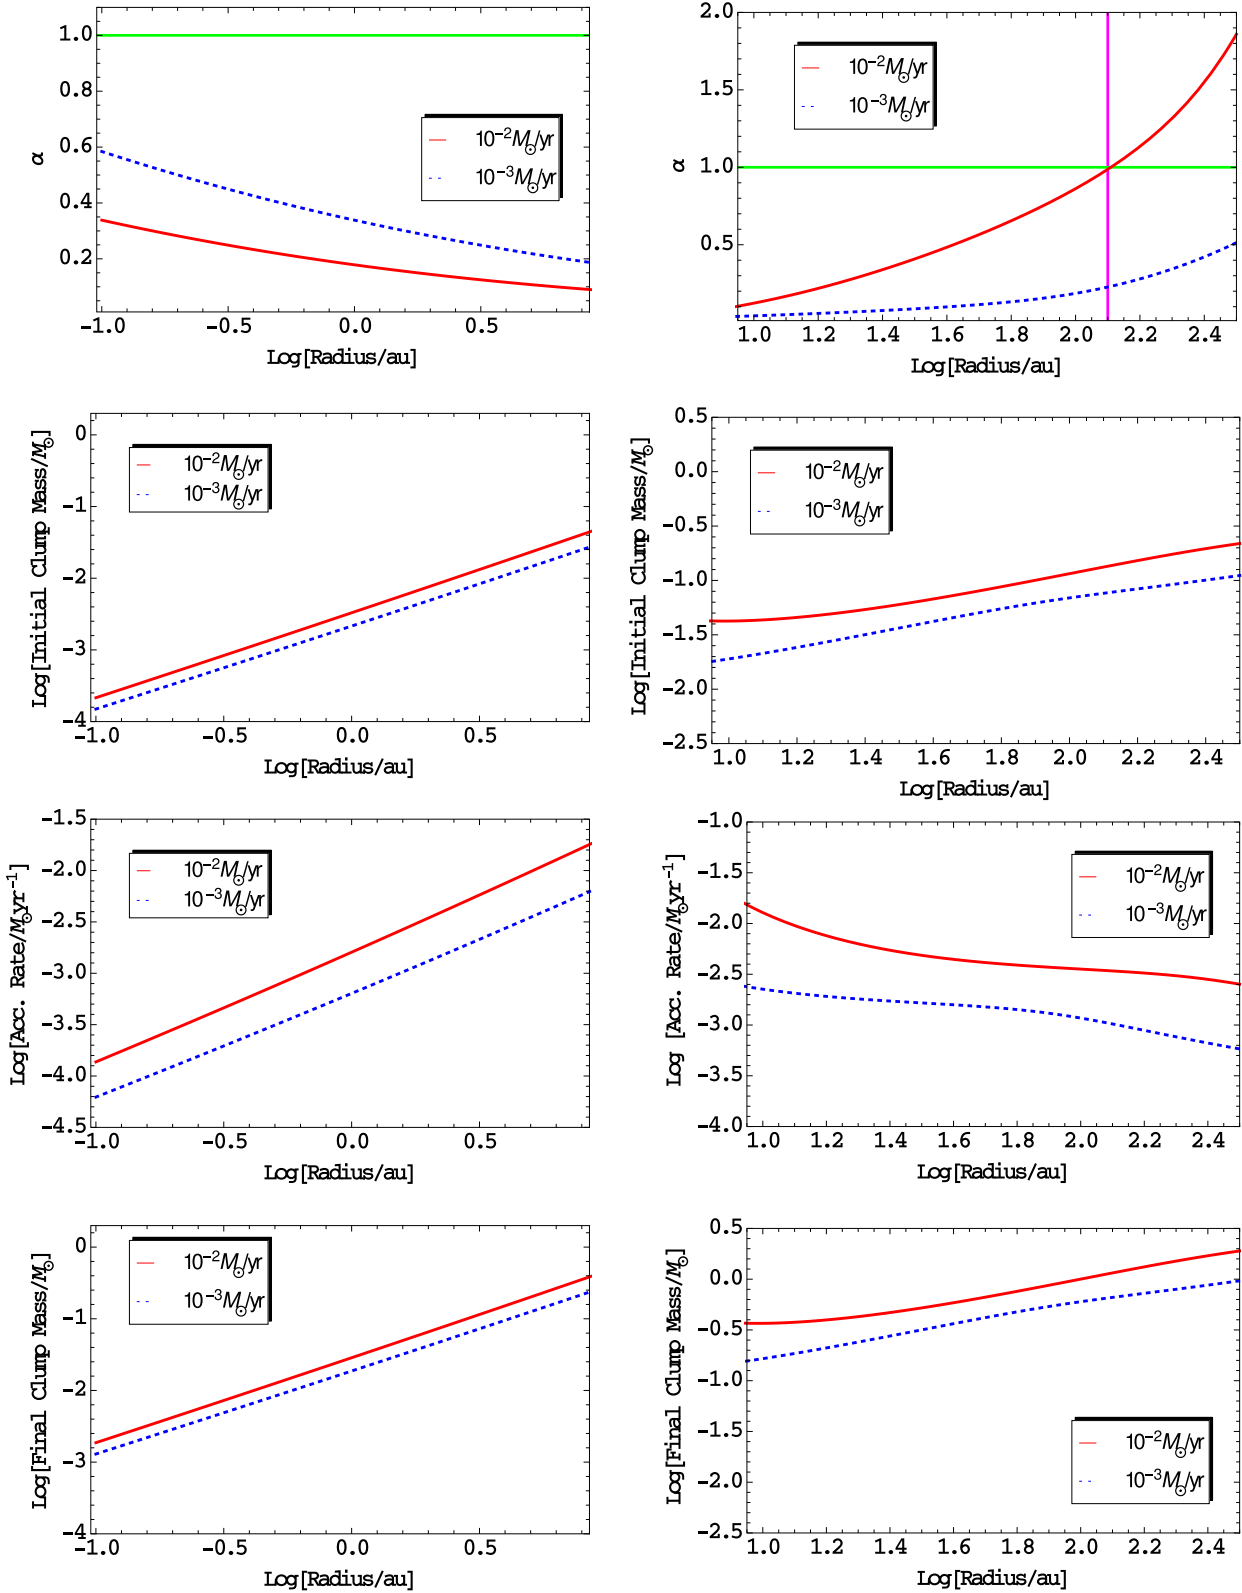 1.0
0.8
0.6
0.4
0.2
α
10⁻²M⊙/yr
10⁻³M⊙/yr
−1.0 −0.5 0.0 0.5
Log[Radius/au]
2.0
1.5
1.0
0.5
α
10⁻²M⊙/yr
10⁻³M⊙/yr
1.0 1.2 1.4 1.6 1.8 2.0 2.2 2.4
Log[Radius/au]
0
−1
−2
−3
−4
Log[Initial Clump Mass/M⊙]
10⁻²M⊙/yr
10⁻³M⊙/yr
−1.0 −0.5 0.0 0.5
Log[Radius/au]
0.5
0.0
−0.5
−1.0
−1.5
−2.0
−2.5
Log[Initial Clump Mass/M⊙]
10⁻²M⊙/yr
10⁻³M⊙/yr
1.0 1.2 1.4 1.6 1.8 2.0 2.2 2.4
Log[Radius/au]
−1.5
−2.0
−2.5
−3.0
−3.5
−4.0
−4.5
Log[Acc. Rate/M⊙yr⁻¹]
10⁻²M⊙/yr
10⁻³M⊙/yr
−1.0 −0.5 0.0 0.5
Log[Radius/au]
−1.0
−1.5
−2.0
−2.5
−3.0
−3.5
−4.0
Log [Acc. Rate/M⊙yr⁻¹]
10⁻²M⊙/yr
10⁻³M⊙/yr
1.0 1.2 1.4 1.6 1.8 2.0 2.2 2.4
Log[Radius/au]
0
−1
−2
−3
−4
Log[Final Clump Mass/M⊙]
10⁻²M⊙/yr
10⁻³M⊙/yr
−1.0 −0.5 0.0 0.5
Log[Radius/au]
0.5
0.0
−0.5
−1.0
−1.5
−2.0
−2.5
Log[Final Clump Mass/M⊙]
10⁻²M⊙/yr
10⁻³M⊙/yr
1.0 1.2 1.4 1.6 1.8 2.0 2.2 2.4
Log[Radius/au]